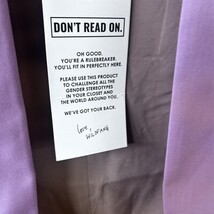 DON'T READ ON.
OH GOOD.
YOU'RE A RULEBREAKER.
YOU'LL FIT IN PERFECTLY HERE.
PLEASE USE THIS PRODUCT
TO CHALLENGE ALL THE
GENDER STEREOTYPES
IN YOUR CLOSET AND
THE WORLD AROUND YOU.
WE'VE GOT YOUR BACK.
love,
WILDFANG